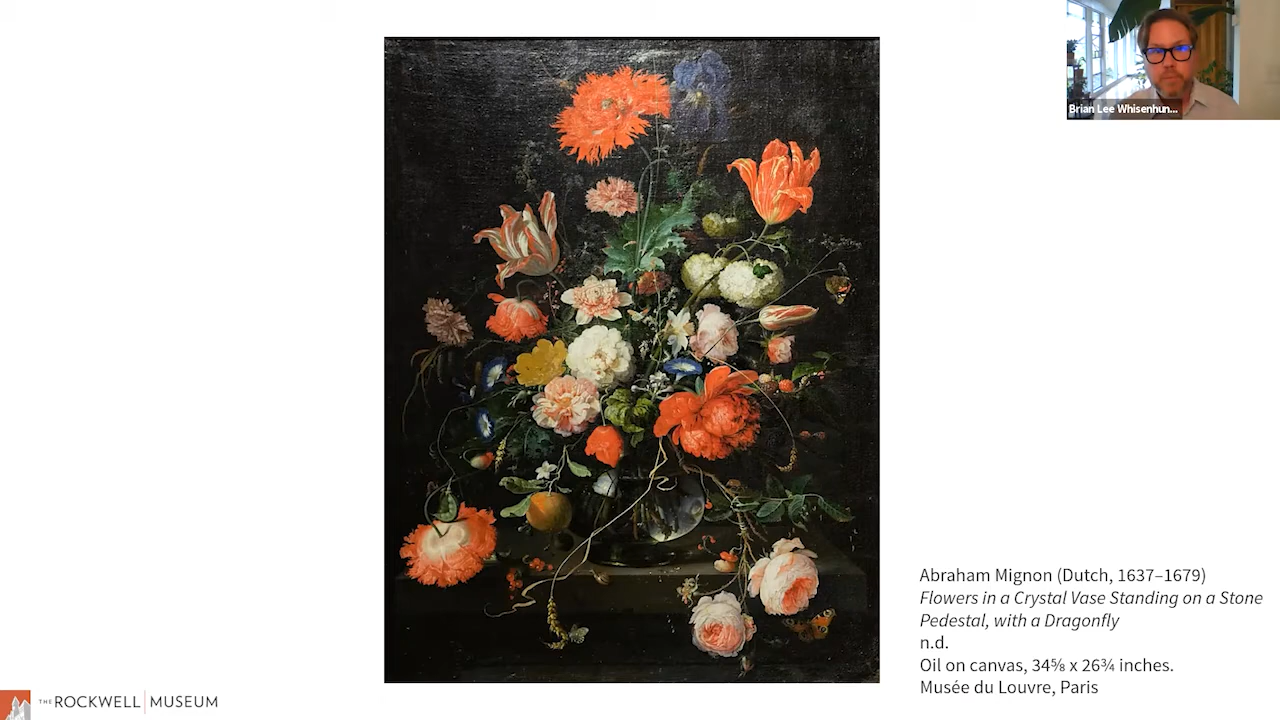 Brian Lee Whisenhun...
Abraham Mignon (Dutch, 1637–1679)
Flowers in a Crystal Vase Standing on a Stone
Pedestal, with a Dragonfly
n.d.
Oil on canvas, 34⅝ x 26¾ inches.
Musée du Louvre, Paris
THE ROCKWELL MUSEUM